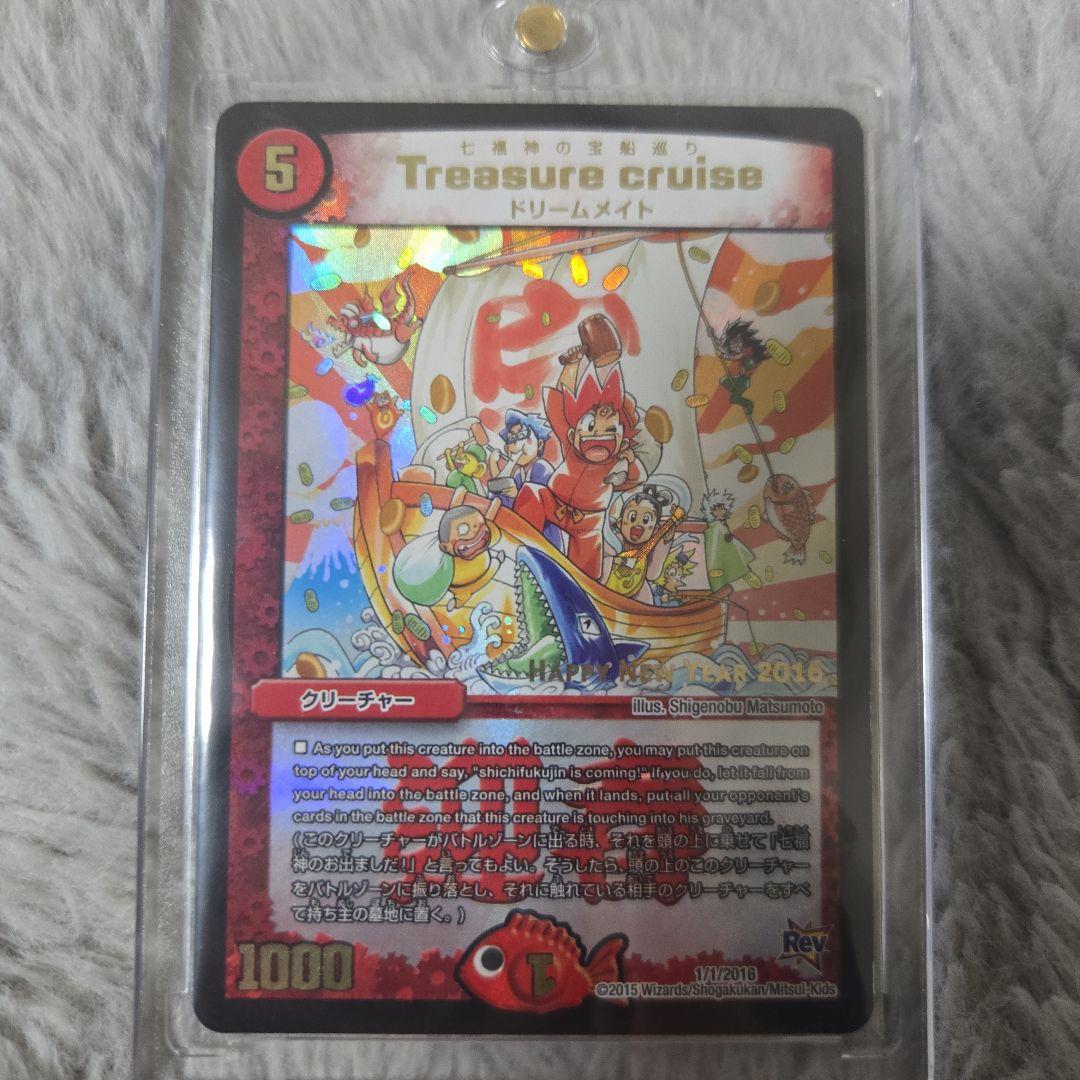 5
七福神の宝船巡り
Treasure cruise
ドリームメイト
HAPPY NEW YEAR 2016
クリーチャー
illus. Shigenobu Matsumoto
■ As you put this creature into the battle zone, you may put this creature on
top of your head and say, "shichifukujin is coming!" If you do, let it fall from
your head into the battle zone, and when it lands, put all your opponent's
cards in the battle zone that this creature is touching into his graveyard.
(このクリーチャーがバトルゾーンに出る時、それを頭の上に乗せて「七福
神のお出ましだ!」と言ってもよい。そうしたら、頭の上のこのクリーチャー
をバトルゾーンに振り落とし、それに触れている相手のクリーチャーをすべ
て持ち主の墓地に置く。)
Rev
1000
1
1/1/2016
©2015 Wizards/Shogakukan/Mitsui-Kids